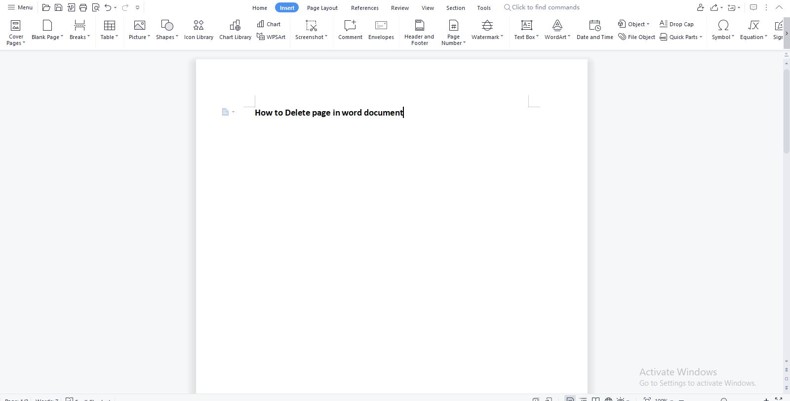 Menu Home Insert Page Layout References Review View Section Tools Click to find commands
Cover Pages Blank Page Breaks Table Picture Shapes Icon Library Chart Library Chart WPSArt Screenshot Comment Envelopes Header and Footer Page Number Watermark Text Box WordArt Date and Time Object File Object Drop Cap Quick Parts Symbol Equation
How to Delete page in word document
Activate Windows
Go to Settings to activate Windows.